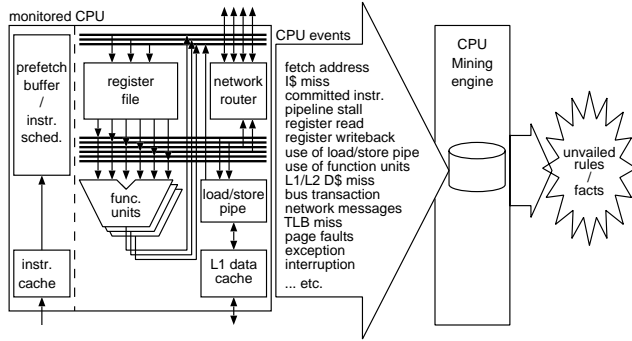 monitored CPU
prefetch
buffer
/
instr.
sched.
instr.
cache
register
file
network
router
func.
units
load/store
pipe
L1 data
cache
CPU events
fetch address
I$ miss
committed instr.
pipeline stall
register read
register writeback
use of load/store pipe
use of function units
L1/L2 D$ miss
bus transaction
network messages
TLB miss
page faults
exception
interruption
... etc.
CPU
Mining
engine
unvailed
rules
/
facts